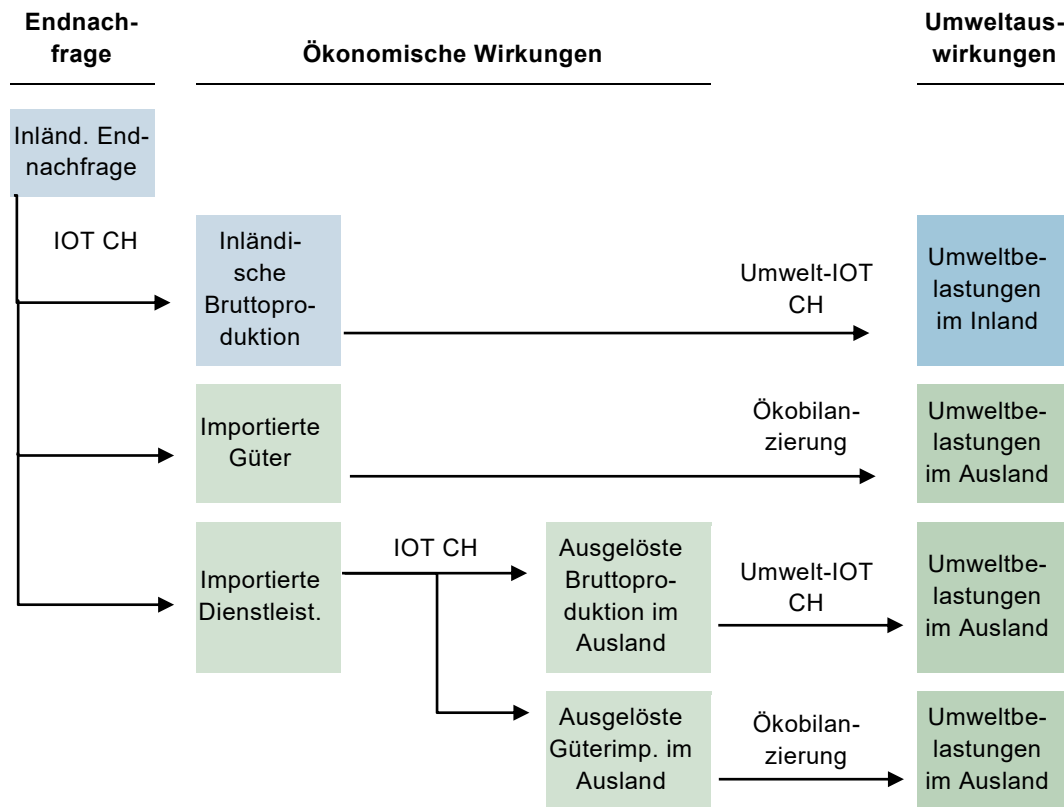 Endnach-
frage
Ökonomische Wirkungen
Umweltaus-
wirkungen
Inländ. End-
nachfrage
IOT CH
Inländi-
sche
Bruttopro-
duktion
Umwelt-IOT
CH
Umweltbe-
lastungen
im Inland
Importierte
Güter
Ökobilan-
zierung
Umweltbe-
lastungen
im Ausland
Importierte
Dienstleist.
IOT CH
Ausgelöste
Bruttopro-
duktion im
Ausland
Umwelt-IOT
CH
Umweltbe-
lastungen
im Ausland
Ausgelöste
Güterimp. im
Ausland
Ökobilan-
zierung
Umweltbe-
lastungen
im Ausland